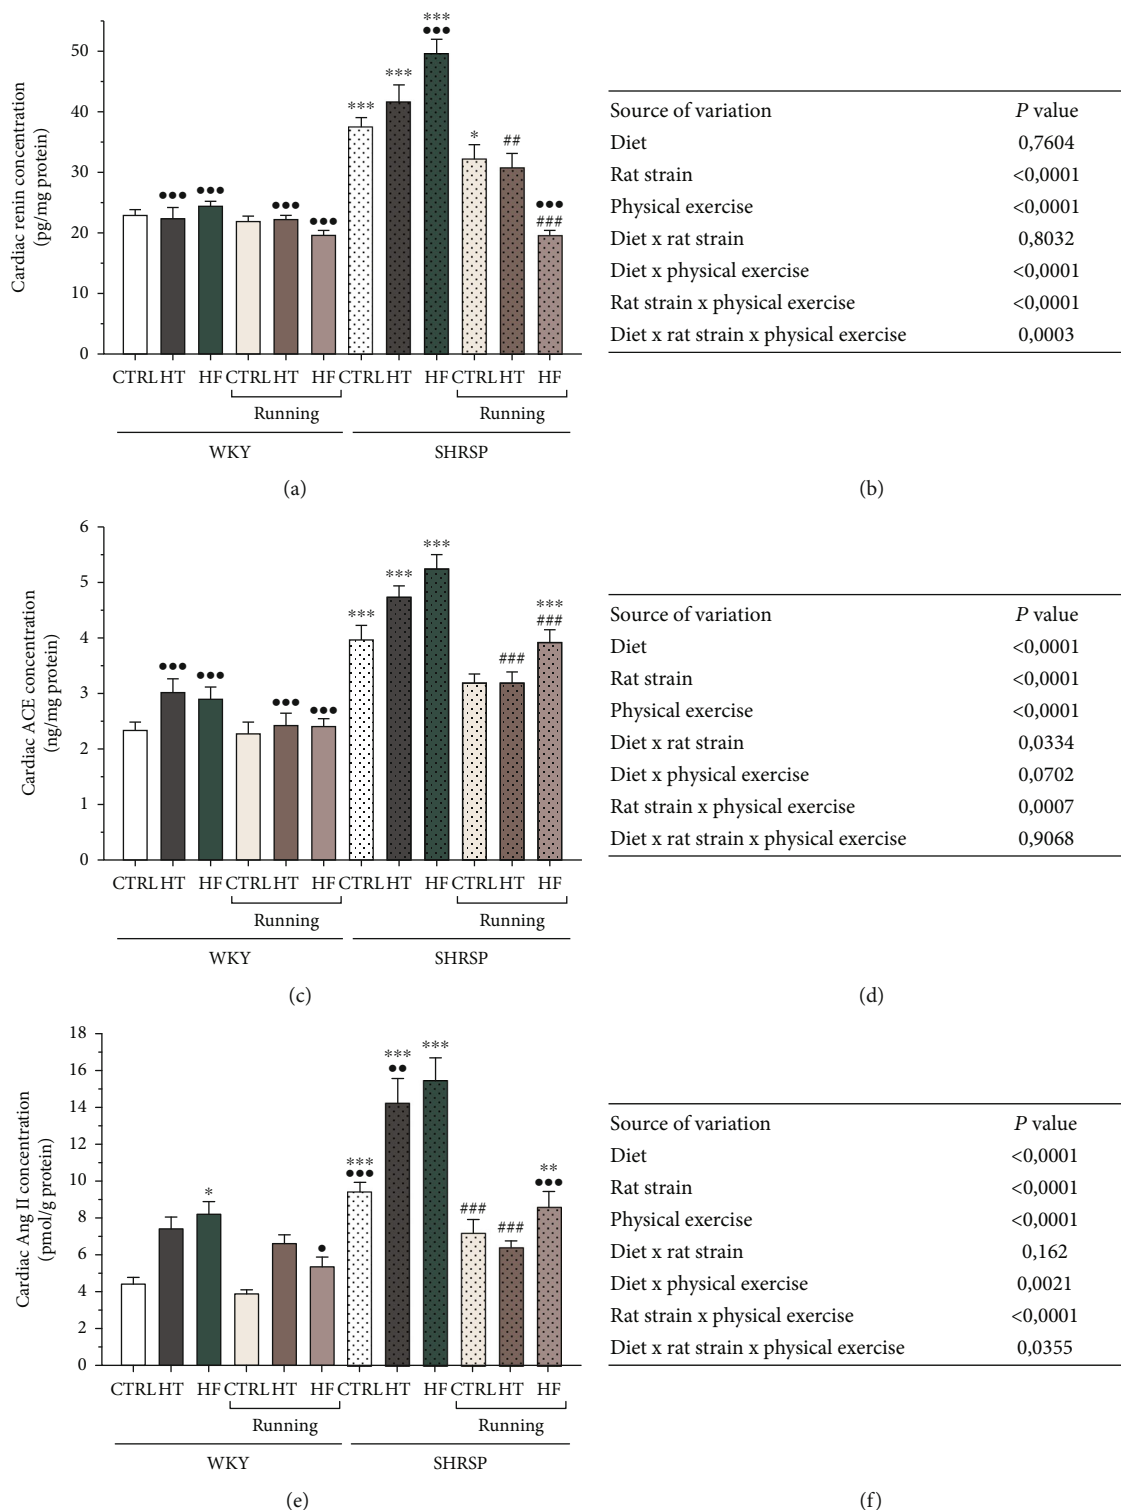 Cardiac renin concentration
(pg/mg protein)
50
40
30
20
10
0
●●● ●●● ●●● ●●● *** *** *** ●●● * ## ●●● ###
CTRL HT HF CTRL HT HF CTRL HT HF CTRL HT HF
Running Running
WKY SHRSP
(a)
Source of variation P value
Diet 0,7604
Rat strain <0,0001
Physical exercise <0,0001
Diet x rat strain 0,8032
Diet x physical exercise <0,0001
Rat strain x physical exercise <0,0001
Diet x rat strain x physical exercise 0,0003
(b)
Cardiac ACE concentration
(ng/mg protein)
6
5
4
3
2
1
0
●●● ●●● ●●● ●●● *** *** *** ### *** ###
CTRL HT HF CTRL HT HF CTRL HT HF CTRL HT HF
Running Running
WKY SHRSP
(c)
Source of variation P value
Diet <0,0001
Rat strain <0,0001
Physical exercise <0,0001
Diet x rat strain 0,0334
Diet x physical exercise 0,0702
Rat strain x physical exercise 0,0007
Diet x rat strain x physical exercise 0,9068
(d)
Cardiac Ang II concentration
(pmol/g protein)
18
16
14
12
10
8
6
4
2
0
* ● *** ●●● *** ●● *** ### ### ** ●●●
CTRL HT HF CTRL HT HF CTRL HT HF CTRL HT HF
Running Running
WKY SHRSP
(e)
Source of variation P value
Diet <0,0001
Rat strain <0,0001
Physical exercise <0,0001
Diet x rat strain 0,162
Diet x physical exercise 0,0021
Rat strain x physical exercise <0,0001
Diet x rat strain x physical exercise 0,0355
(f)